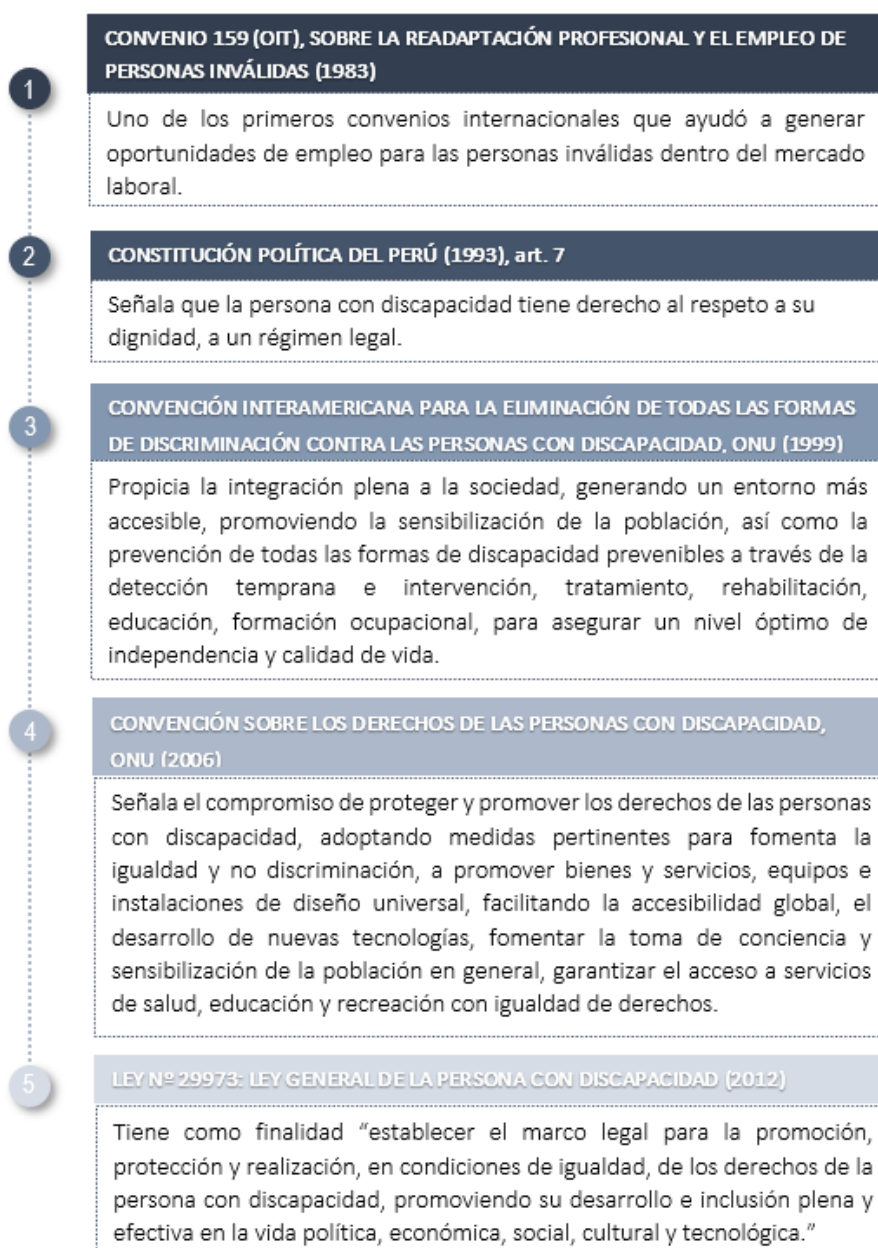 CONVENIO 159 (OIT), SOBRE LA READAPTACIÓN PROFESIONAL Y EL EMPLEO DE
PERSONAS INVÁLIDAS (1983)
1
Uno de los primeros convenios internacionales que ayudó a generar
oportunidades de empleo para las personas inválidas dentro del mercado
laboral.
2
CONSTITUCIÓN POLÍTICA DEL PERÚ (1993), art. 7
Señala que la persona con discapacidad tiene derecho al respeto a su
dignidad, a un régimen legal.
3
CONVENCIÓN INTERAMERICANA PARA LA ELIMINACIÓN DE TODAS LAS FORMAS
DE DISCRIMINACIÓN CONTRA LAS PERSONAS CON DISCAPACIDAD, ONU (1999)
Propicia la integración plena a la sociedad, generando un entorno más
accesible, promoviendo la sensibilización de la población, así como la
prevención de todas las formas de discapacidad prevenibles a través de la
detección temprana e intervención, tratamiento, rehabilitación,
educación, formación ocupacional, para asegurar un nivel óptimo de
independencia y calidad de vida.
4
CONVENCIÓN SOBRE LOS DERECHOS DE LAS PERSONAS CON DISCAPACIDAD,
ONU (2006)
Señala el compromiso de proteger y promover los derechos de las personas
con discapacidad, adoptando medidas pertinentes para fomenta la
igualdad y no discriminación, a promover bienes y servicios, equipos e
instalaciones de diseño universal, facilitando la accesibilidad global, el
desarrollo de nuevas tecnologías, fomentar la toma de conciencia y
sensibilización de la población en general, garantizar el acceso a servicios
de salud, educación y recreación con igualdad de derechos.
5
LEY Nº 29973: LEY GENERAL DE LA PERSONA CON DISCAPACIDAD (2012)
Tiene como finalidad “establecer el marco legal para la promoción,
protección y realización, en condiciones de igualdad, de los derechos de la
persona con discapacidad, promoviendo su desarrollo e inclusión plena y
efectiva en la vida política, económica, social, cultural y tecnológica.”